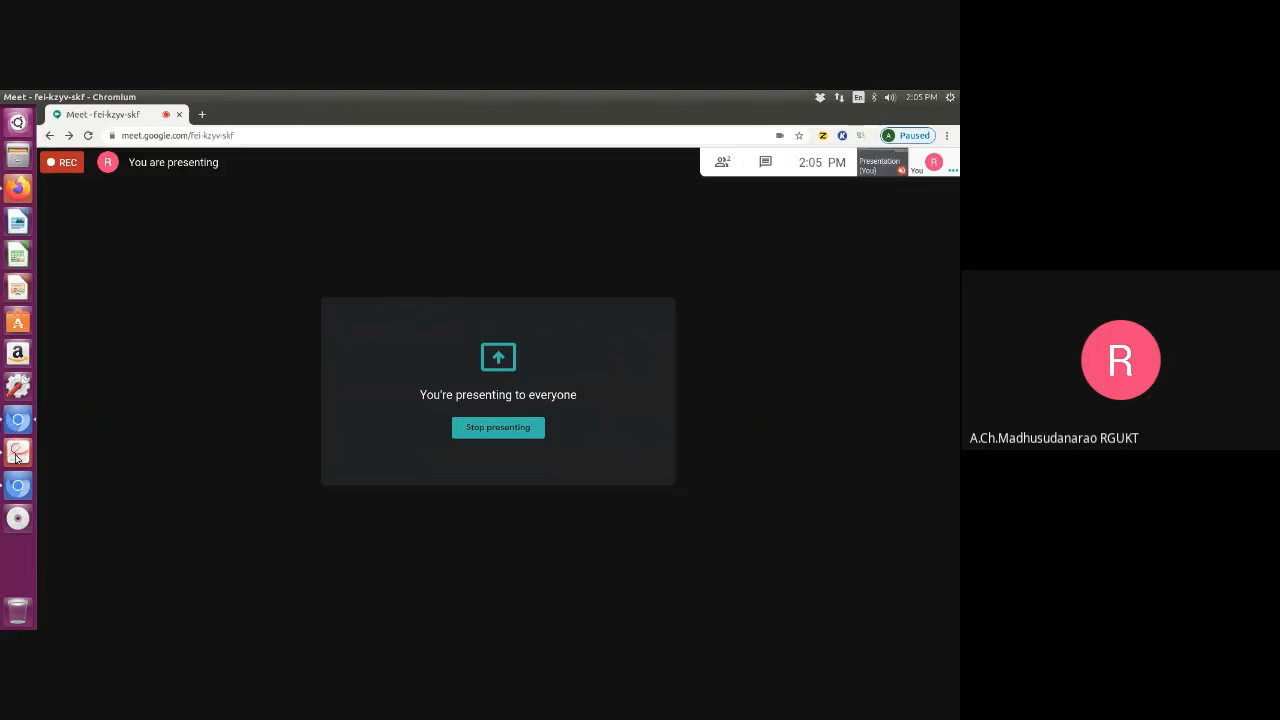 Meet - fei-kzyv-skf - Chromium
En
2:05 PM
Meet - fei-kzyv-skf
meet.google.com/fei-kzyv-skf
A
Paused
REC
R
You are presenting
2
2:05 PM
Presentation
(You)
You
R
You're presenting to everyone
Stop presenting
R
A.Ch.Madhusudanarao RGUKT